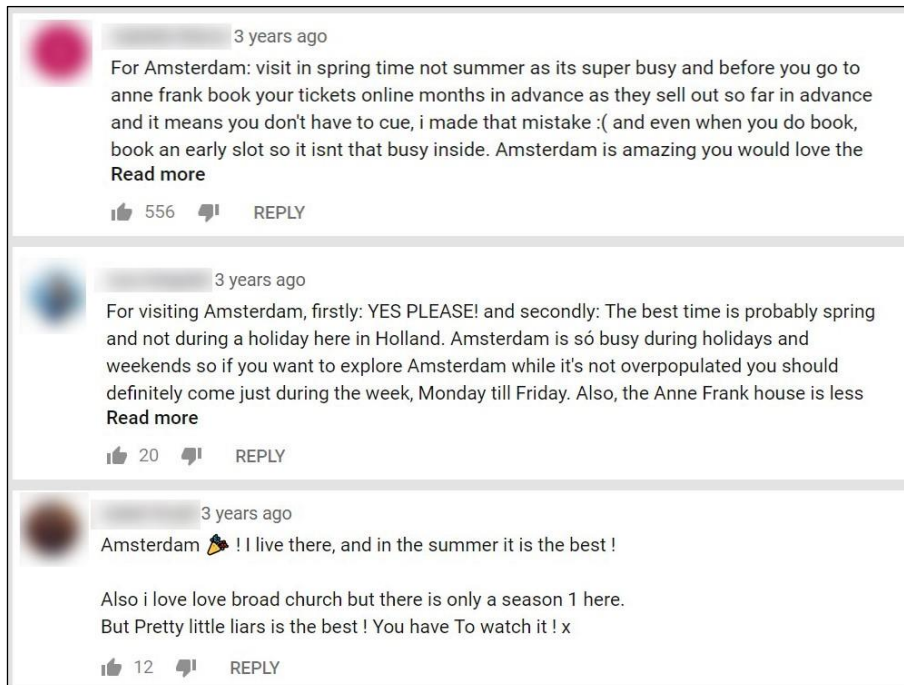 3 years ago
For Amsterdam: visit in spring time not summer as its super busy and before you go to
anne frank book your tickets online months in advance as they sell out so far in advance
and it means you don't have to cue, i made that mistake :( and even when you do book,
book an early slot so it isnt that busy inside. Amsterdam is amazing you would love the
Read more
556 REPLY
3 years ago
For visiting Amsterdam, firstly: YES PLEASE! and secondly: The best time is probably spring
and not during a holiday here in Holland. Amsterdam is só busy during holidays and
weekends so if you want to explore Amsterdam while it's not overpopulated you should
definitely come just during the week, Monday till Friday. Also, the Anne Frank house is less
Read more
20 REPLY
3 years ago
Amsterdam 🎉 ! I live there, and in the summer it is the best !
Also i love love broad church but there is only a season 1 here.
But Pretty little liars is the best ! You have To watch it ! x
12 REPLY